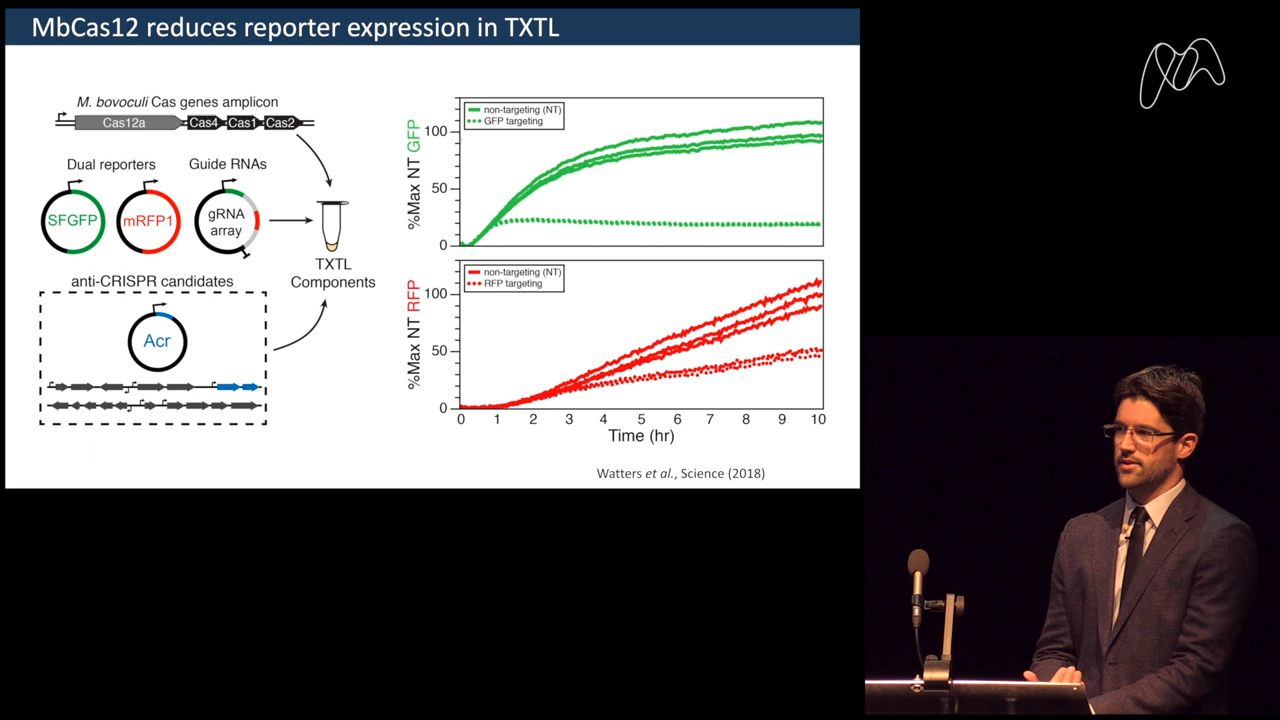 MbCas12 reduces reporter expression in TXTL
M. bovoculi Cas genes amplicon
Cas12a
Cas4
Cas1
Cas2
Dual reporters
Guide RNAs
SFGFP
mRFP1
gRNA
array
TXTL
Components
anti-CRISPR candidates
Acr
%Max NT GFP
100
50
0
non-targeting (NT)
GFP targeting
%Max NT RFP
100
50
0
non-targeting (NT)
RFP targeting
0 1 2 3 4 5 6 7 8 9 10
Time (hr)
Watters et al., Science (2018)